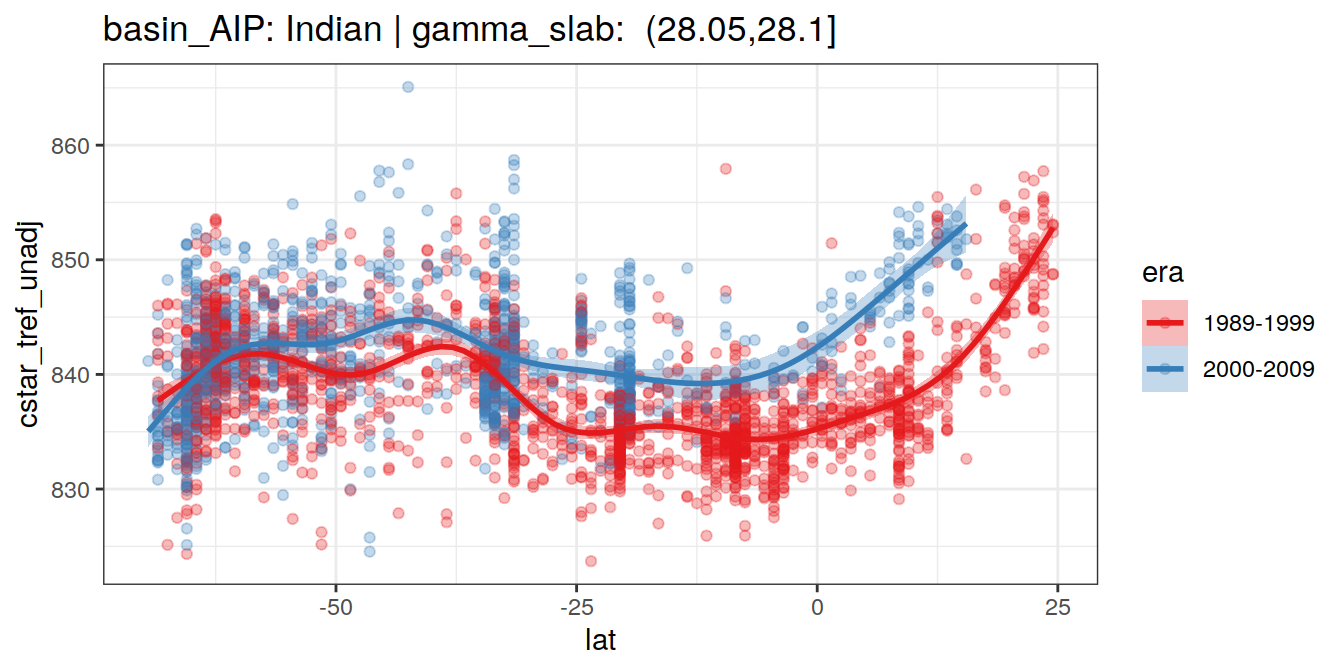 basin_AIP: Indian | gamma_slab:  (28.05,28.1]
860
850
840
830
cstar_tref_unadj
-50
-25
0
25
lat
era
1989-1999
2000-2009